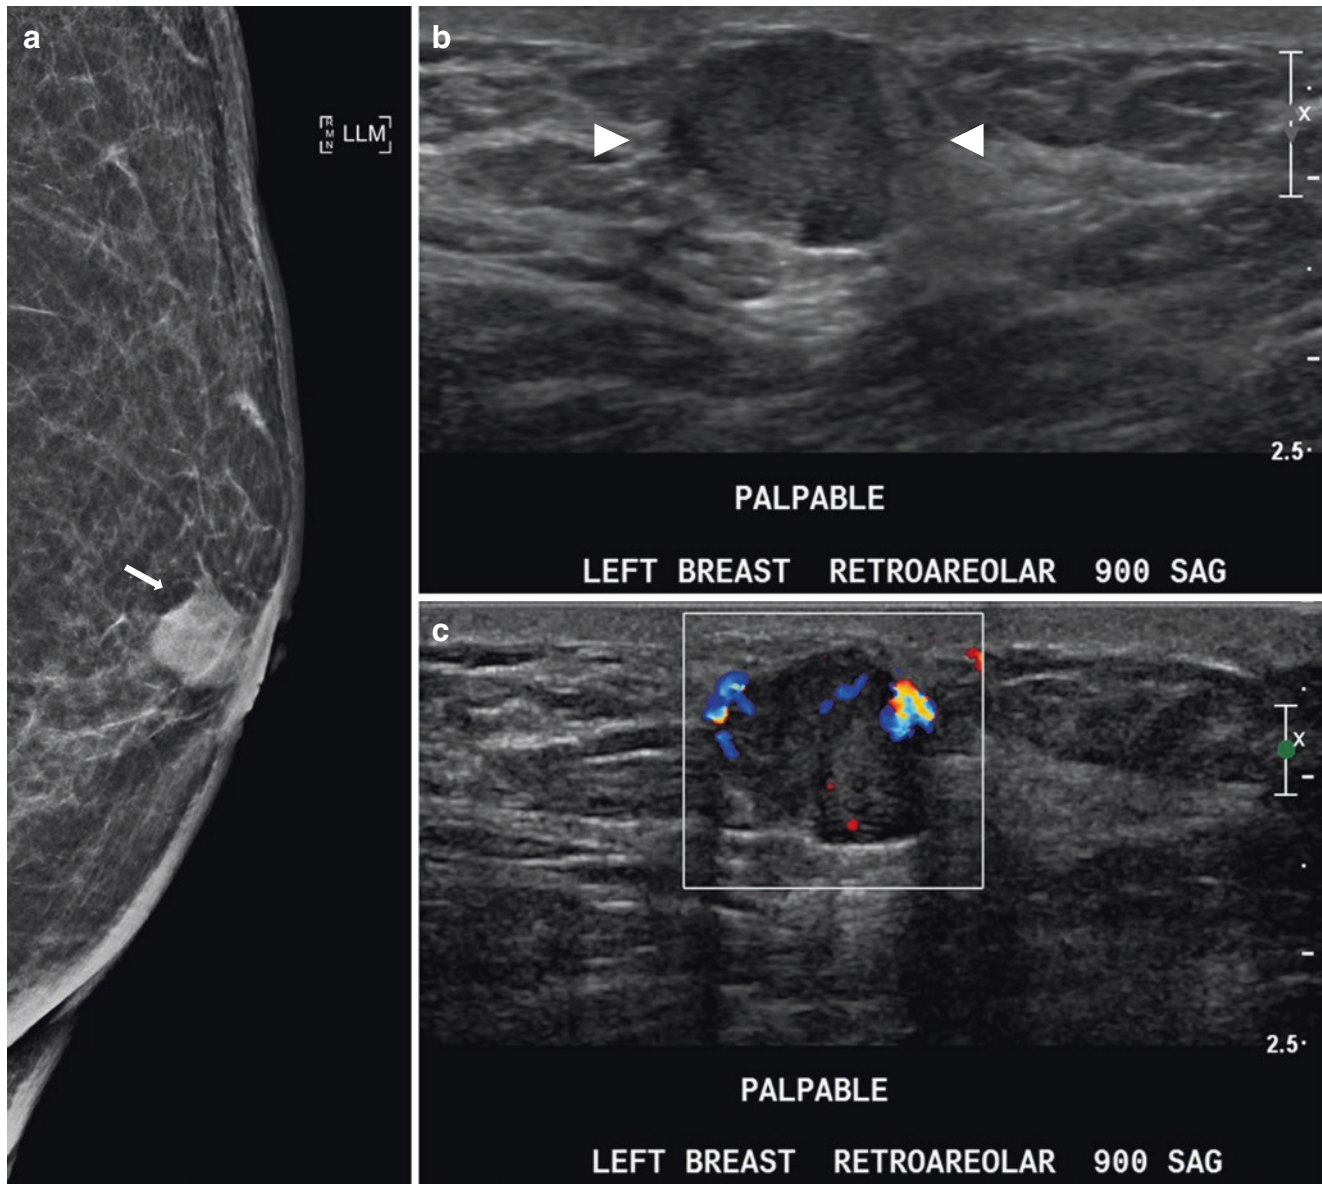 a
R
M
N
LLM
b
X
2.5
PALPABLE
LEFT BREAST RETROAREOLAR 900 SAG
c
X
2.5
PALPABLE
LEFT BREAST RETROAREOLAR 900 SAG